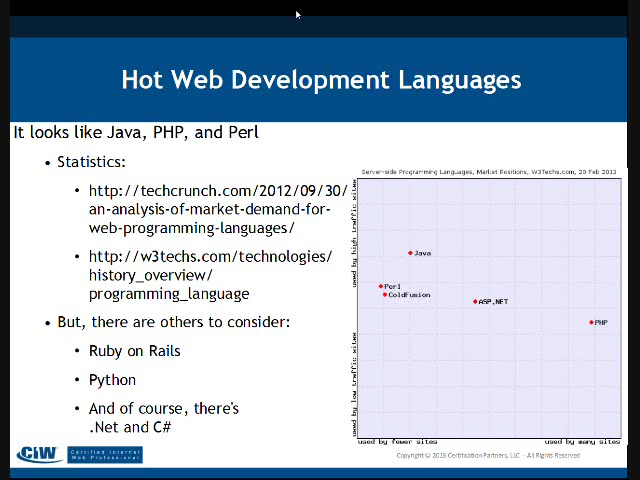 Hot Web Development Languages
It looks like Java, PHP, and Perl
• Statistics:
• http://techcrunch.com/2012/09/30/
an-analysis-of-market-demand-for-
web-programming-languages/
• http://w3techs.com/technologies/
history_overview/
programming_language
• But, there are others to consider:
• Ruby on Rails
• Python
• And of course, there's
.Net and C#
Server-side Programming Languages, Market Positions, W3Techs.com, 20 Feb 2013
used by high traffic sites
used by low traffic sites
Java
Perl
ColdFusion
ASP.NET
PHP
used by fewer sites
used by many sites
CIW
Certified Internet
Web Professional
Copyright © 2013 Certification Partners, LLC -- All Rights Reserved